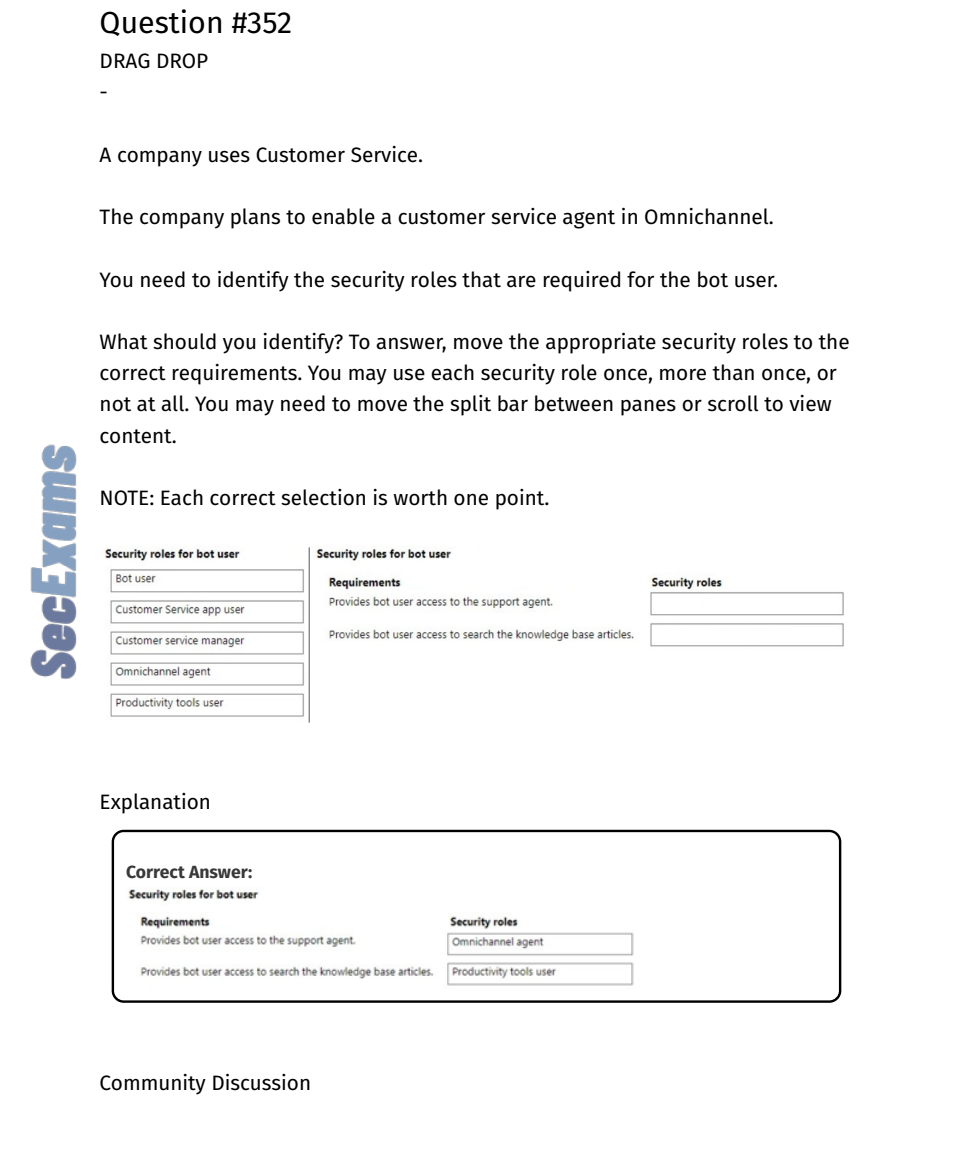 Question #352
DRAG DROP
-
A company uses Customer Service.
The company plans to enable a customer service agent in Omnichannel.
You need to identify the security roles that are required for the bot user.
What should you identify? To answer, move the appropriate security roles to the
correct requirements. You may use each security role once, more than once, or
not at all. You may need to move the split bar between panes or scroll to view
content.
NOTE: Each correct selection is worth one point.
SecExams
Security roles for bot user
Bot user
Customer Service app user
Customer service manager
Omnichannel agent
Productivity tools user
Security roles for bot user
Requirements Security roles
Provides bot user access to the support agent.
Provides bot user access to search the knowledge base articles.
Explanation
Correct Answer:
Security roles for bot user
Requirements Security roles
Provides bot user access to the support agent. Omnichannel agent
Provides bot user access to search the knowledge base articles. Productivity tools user
Community Discussion